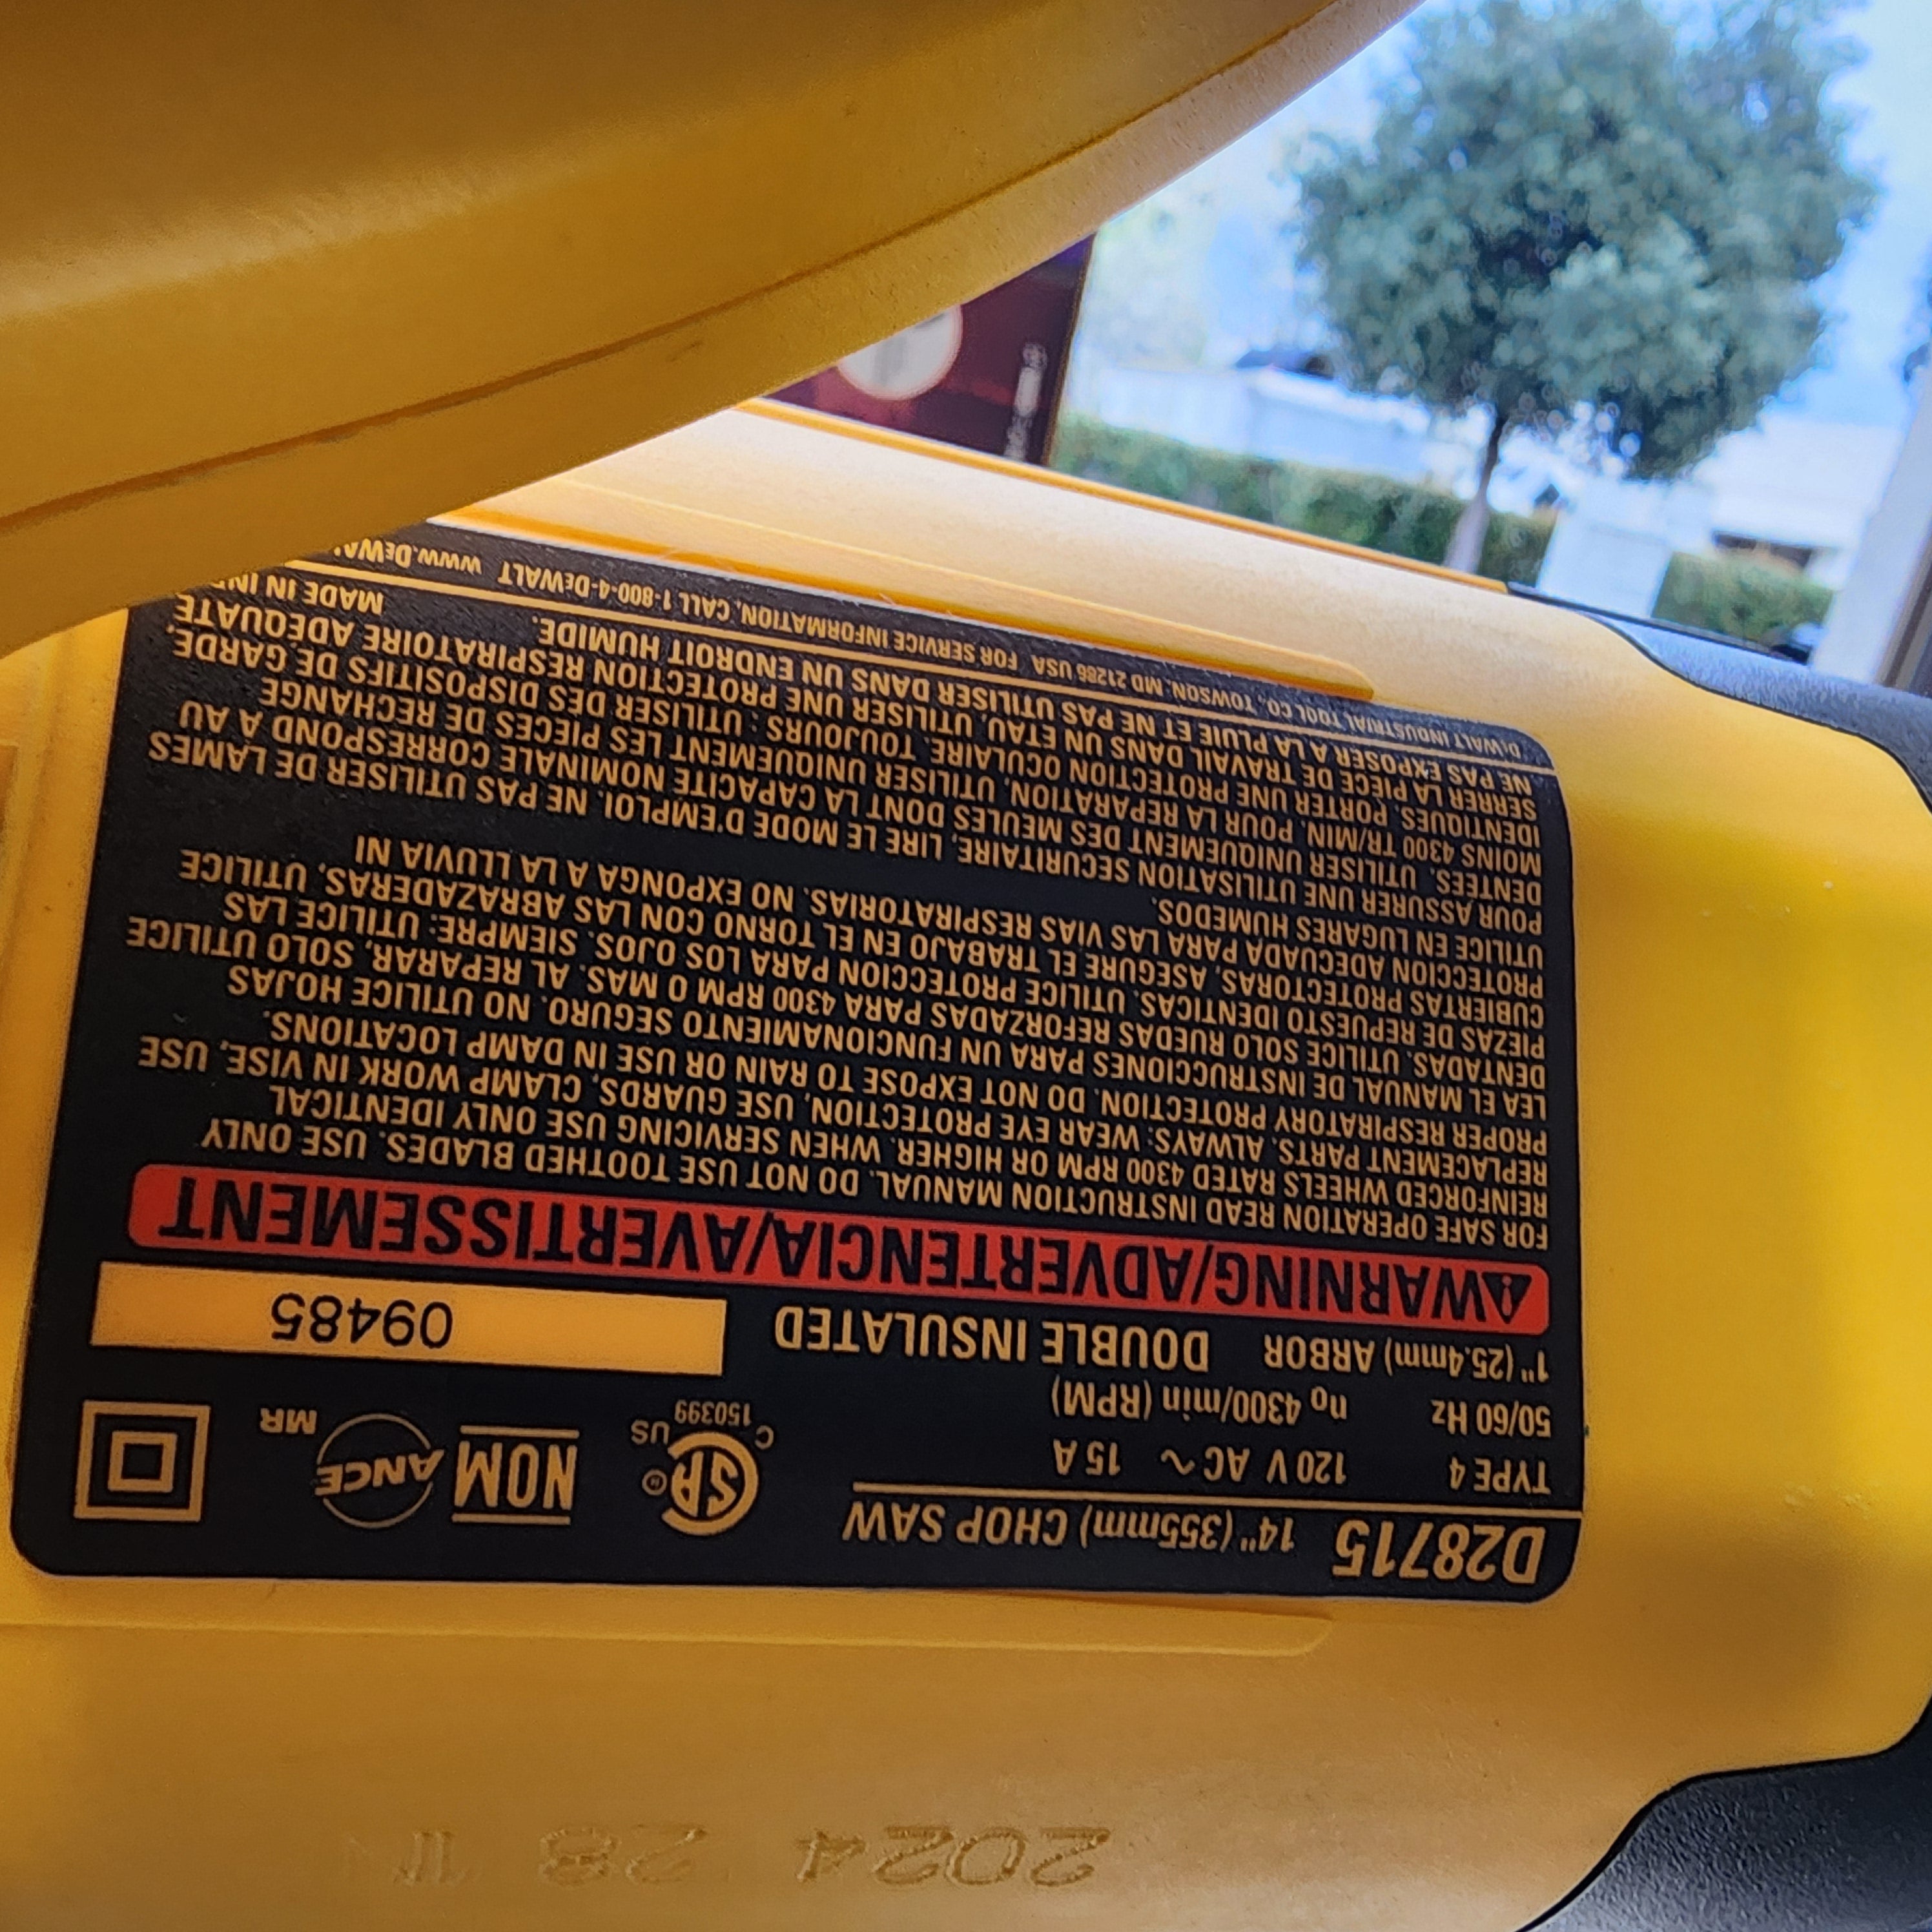 D28715 14" (355mm) CHOP SAW
TYPE 4 120 V AC ~ 15 A
50/60 Hz n₀ 4300/min (RPM)
1" (25.4mm) ARBOR DOUBLE INSULATED
C SA ® US
150399
NOM
ANCE MR
09485
WARNING/ADVERTENCIA/AVERTISSEMENT
FOR SAFE OPERATION READ INSTRUCTION MANUAL. DO NOT USE TOOTHED BLADES. USE ONLY
REINFORCED WHEELS RATED 4300 RPM OR HIGHER. WHEN SERVICING USE ONLY IDENTICAL
REPLACEMENT PARTS. ALWAYS: WEAR EYE PROTECTION, USE GUARDS, CLAMP WORK IN VISE, USE
PROPER RESPIRATORY PROTECTION. DO NOT EXPOSE TO RAIN OR USE IN DAMP LOCATIONS.
LEA EL MANUAL DE INSTRUCCIONES PARA UN FUNCIONAMIENTO SEGURO. NO UTILICE HOJAS
DENTADAS. UTILICE SOLO RUEDAS REFORZADAS PARA 4300 RPM O MAS. AL REPARAR, SOLO UTILICE
PIEZAS DE REPUESTO IDENTICAS. UTILICE PROTECCION PARA LOS OJOS. SIEMPRE: UTILICE LAS
CUBIERTAS PROTECTORAS, ASEGURE EL TRABAJO EN EL TORNO CON LAS ABRAZADERAS, UTILICE
PROTECCION ADECUADA PARA LAS VIAS RESPIRATORIAS. NO EXPONGA A LA LLUVIA NI
UTILICE EN LUGARES HUMEDOS.
POUR ASSURER UNE UTILISATION SECURITAIRE, LIRE LE MODE D'EMPLOI. NE PAS UTILISER DE LAMES
DENTEES. UTILISER UNIQUEMENT DES MEULES DONT LA CAPACITE NOMINALE CORRESPOND A AU
MOINS 4300 TR/MIN. POUR LA REPARATION, UTILISER UNIQUEMENT LES PIECES DE RECHANGE
IDENTIQUES. PORTER UNE PROTECTION OCULAIRE. TOUJOURS : UTILISER DES DISPOSITIFS DE GARDE,
SERRER LA PIECE DE TRAVAIL DANS UN ETAU, UTILISER UNE PROTECTION RESPIRATOIRE ADEQUATE
NE PAS EXPOSER A LA PLUIE ET NE PAS UTILISER DANS UN ENDROIT HUMIDE. MADE IN
DeWALT INDUSTRIAL TOOL CO., TOWSON, MD 21286 USA FOR SERVICE INFORMATION, CALL 1-800-4-DeWALT www.DeWA
2024 28